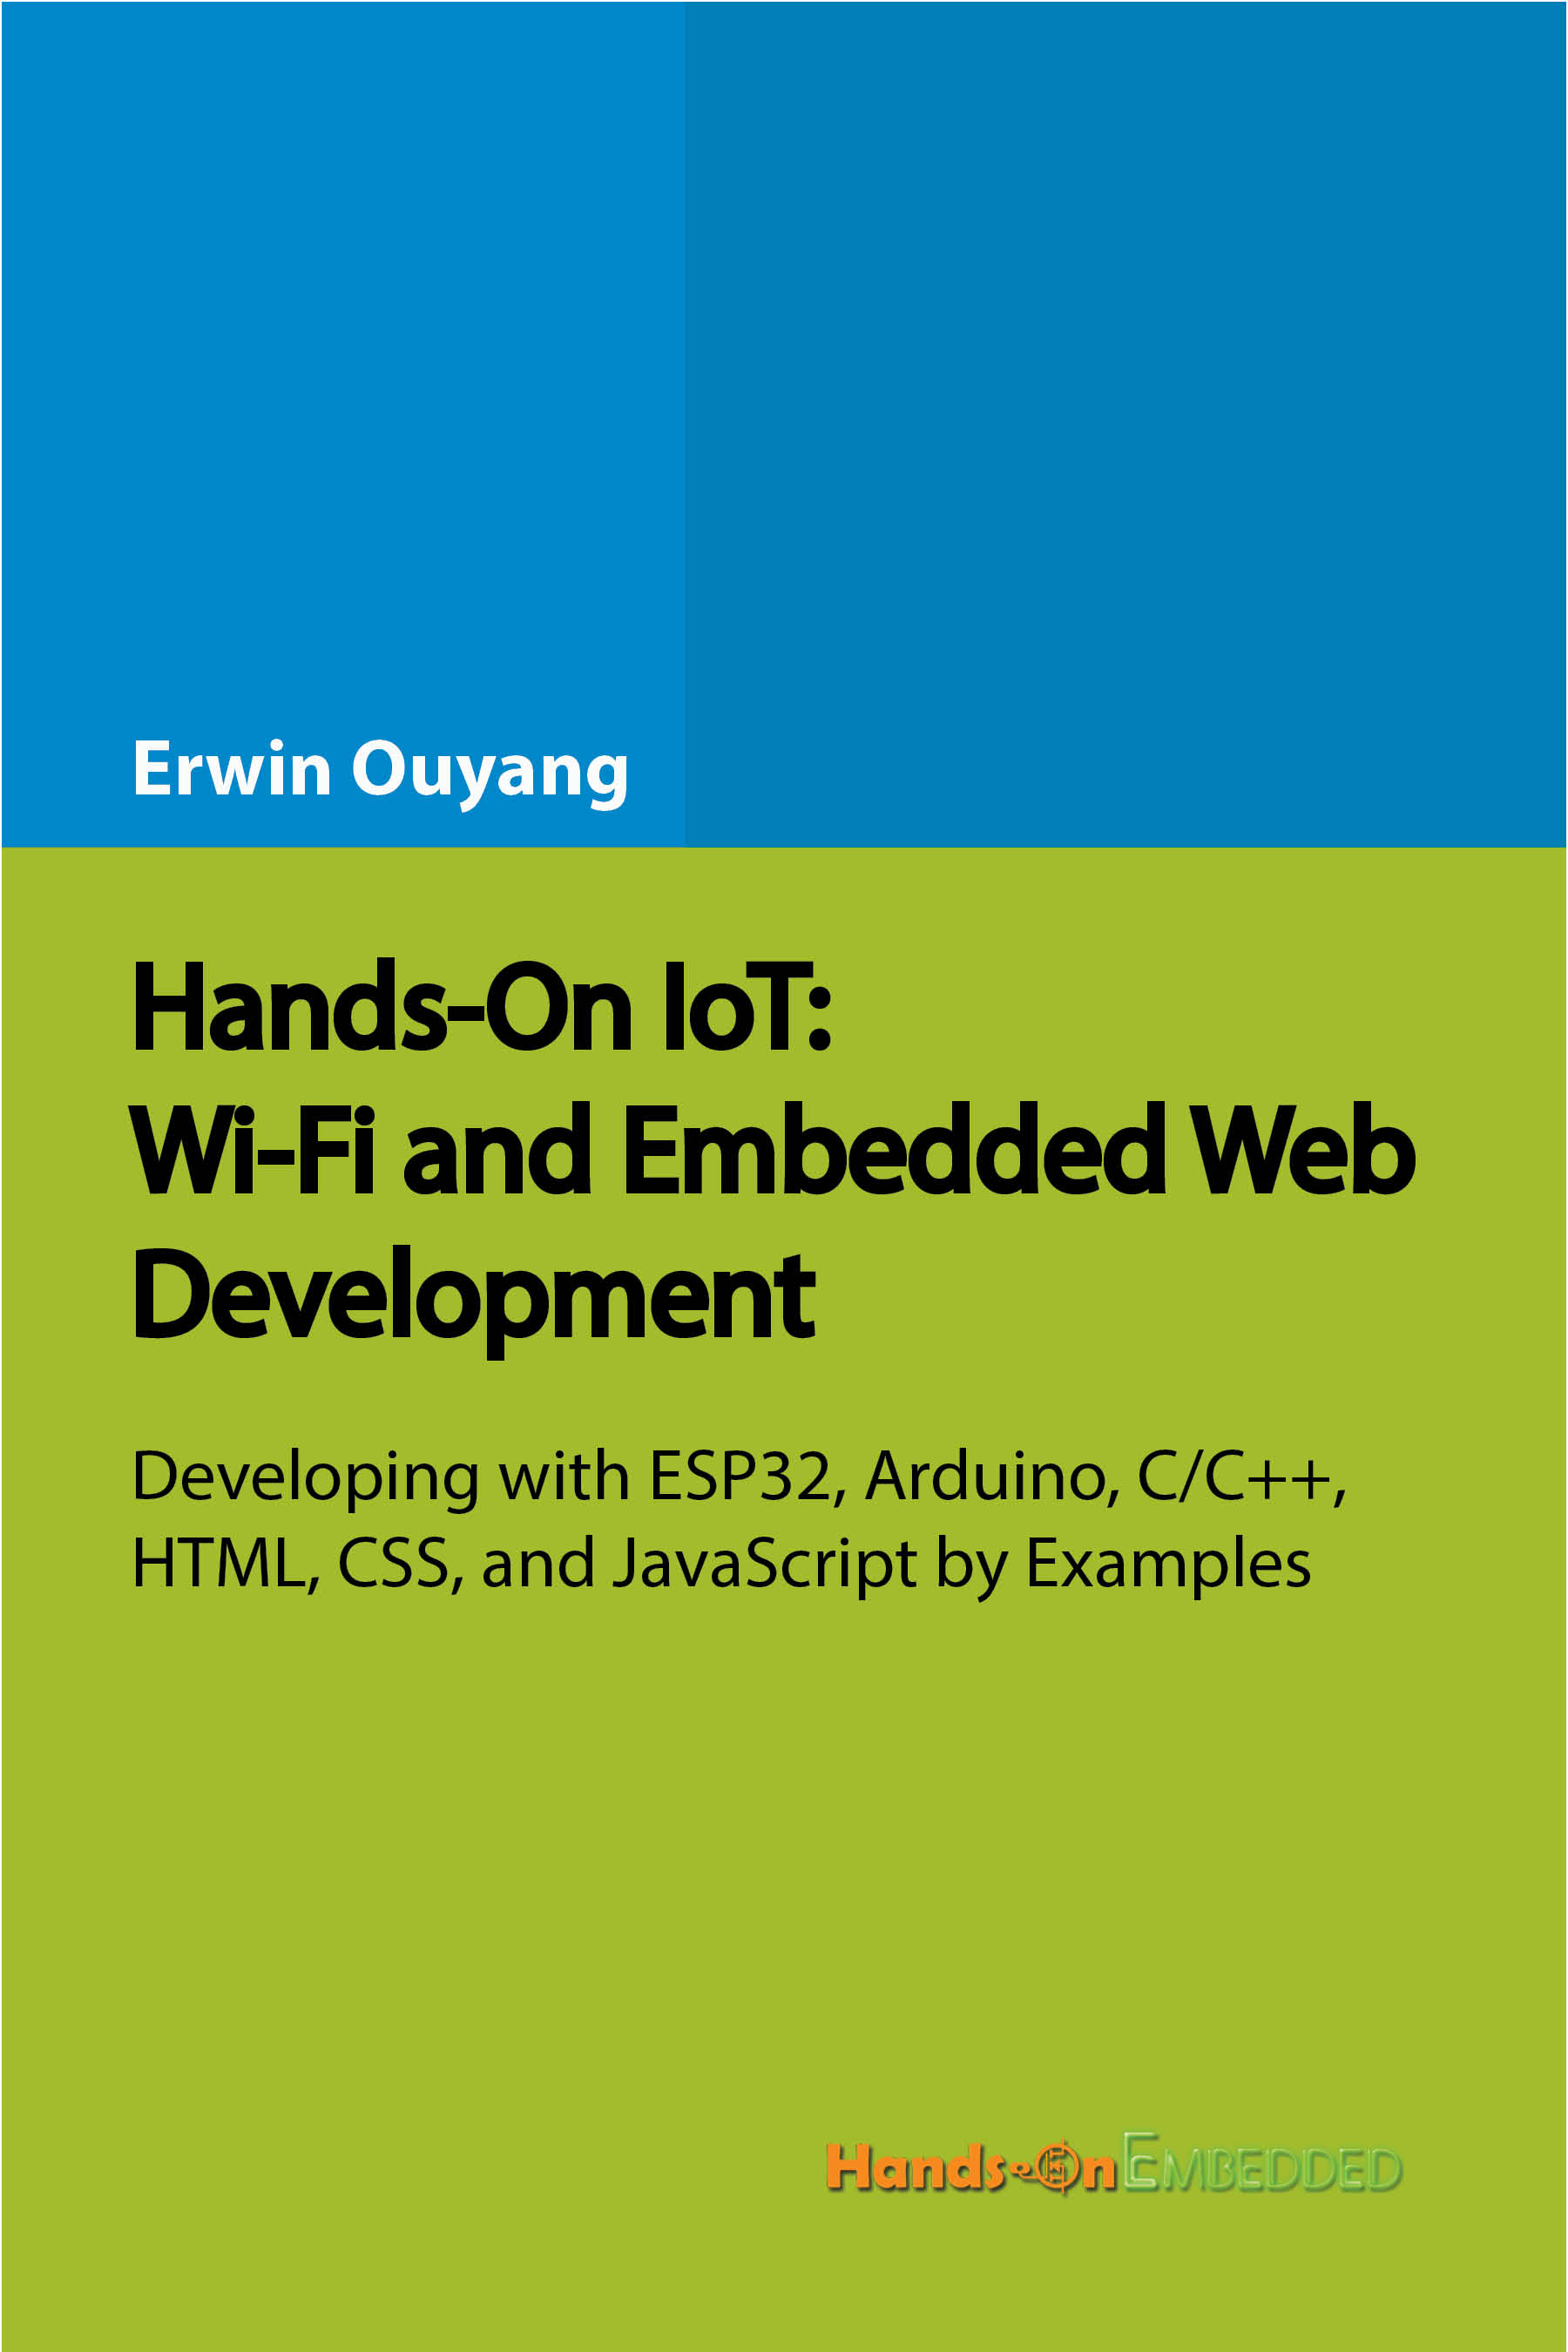 Erwin Ouyang
Hands-On IoT:
Wi-Fi and Embedded Web
Development
Developing with ESP32, Arduino, C/C++,
HTML, CSS, and JavaScript by Examples
Hands-On EMBEDDED